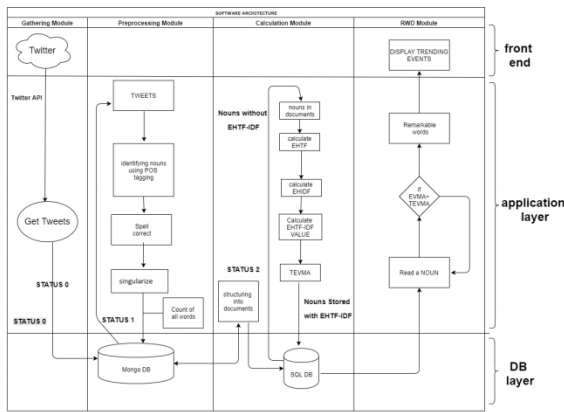 SOFTWARE ARCHITECTURE
Gathering Module
Preprocessing Module
Calculation Module
RWD Module
Twitter
Twitter API
Get Tweets
STATUS 0
STATUS 0
TWEETS
Identifying nouns
using POS
tagging
Spell
correct
singularize
Count of
all words
STATUS 1
Mongo DB
STATUS 2
structuring
into
documents
Nouns without
EHTF-IDF
nouns in
documents
calculate
EHTF
calculate
EHIDF
Calculate
EHTF-IDF
VALUE
TEVMA
Nouns Stored
with EHTF-IDF
SQL DB
DISPLAY TRENDING
EVENTS
Remarkable
words
if
EVMA>
TEVMA
Read a NOUN
front
end
application
layer
DB
layer